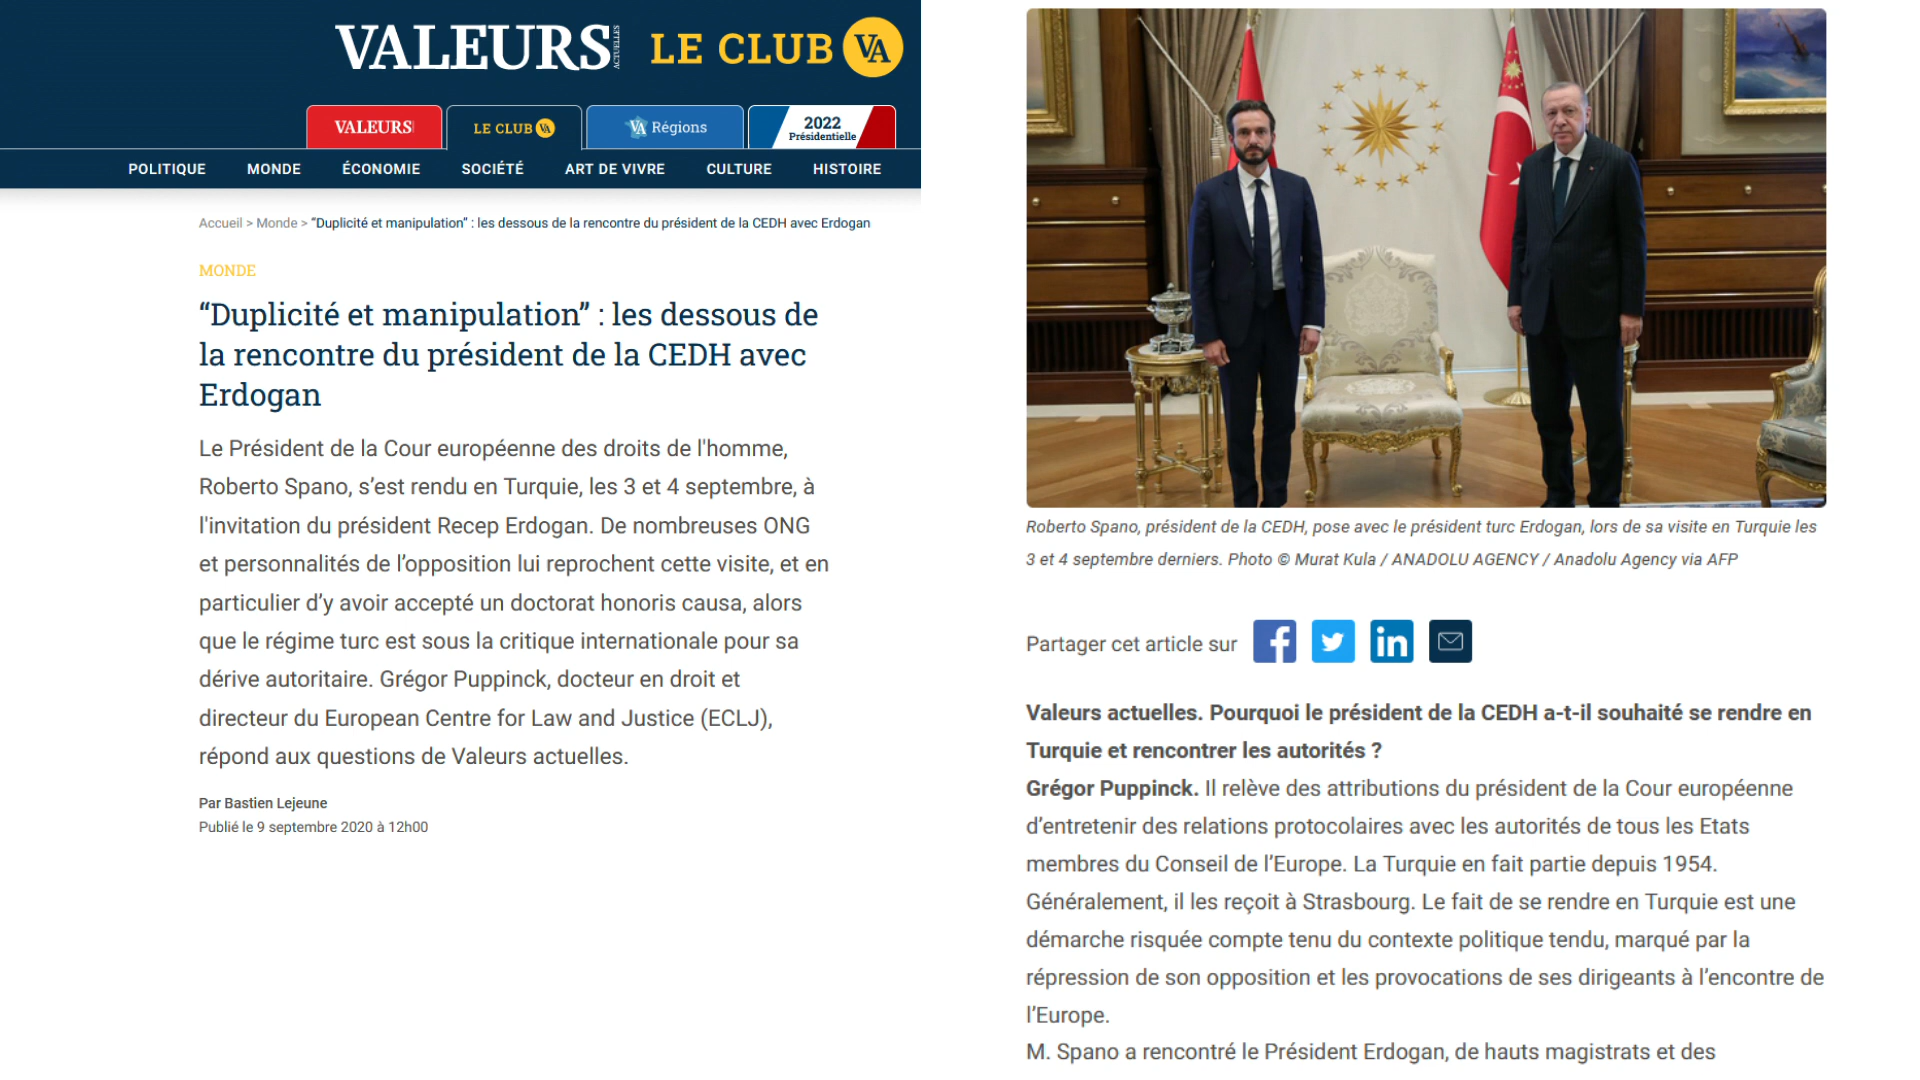 VALEURS
ACTUELLES
LE CLUB VA
VALEURS
LE CLUB VA
VA Régions
2022
Présidentielle
POLITIQUE MONDE ÉCONOMIE SOCIÉTÉ ART DE VIVRE CULTURE HISTOIRE
Accueil > Monde > “Duplicité et manipulation” : les dessous de la rencontre du président de la CEDH avec Erdogan
MONDE
“Duplicité et manipulation” : les dessous de
la rencontre du président de la CEDH avec
Erdogan
Le Président de la Cour européenne des droits de l'homme,
Roberto Spano, s’est rendu en Turquie, les 3 et 4 septembre, à
l'invitation du président Recep Erdogan. De nombreuses ONG
et personnalités de l’opposition lui reprochent cette visite, et en
particulier d’y avoir accepté un doctorat honoris causa, alors
que le régime turc est sous la critique internationale pour sa
dérive autoritaire. Grégor Puppinck, docteur en droit et
directeur du European Centre for Law and Justice (ECLJ),
répond aux questions de Valeurs actuelles.
Par Bastien Lejeune
Publié le 9 septembre 2020 à 12h00
Roberto Spano, président de la CEDH, pose avec le président turc Erdogan, lors de sa visite en Turquie les
3 et 4 septembre derniers. Photo © Murat Kula / ANADOLU AGENCY / Anadolu Agency via AFP
Partager cet article sur
Valeurs actuelles. Pourquoi le président de la CEDH a-t-il souhaité se rendre en
Turquie et rencontrer les autorités ?
Grégor Puppinck. Il relève des attributions du président de la Cour européenne
d’entretenir des relations protocolaires avec les autorités de tous les Etats
membres du Conseil de l’Europe. La Turquie en fait partie depuis 1954.
Généralement, il les reçoit à Strasbourg. Le fait de se rendre en Turquie est une
démarche risquée compte tenu du contexte politique tendu, marqué par la
répression de son opposition et les provocations de ses dirigeants à l’encontre de
l’Europe.
M. Spano a rencontré le Président Erdogan, de hauts magistrats et des